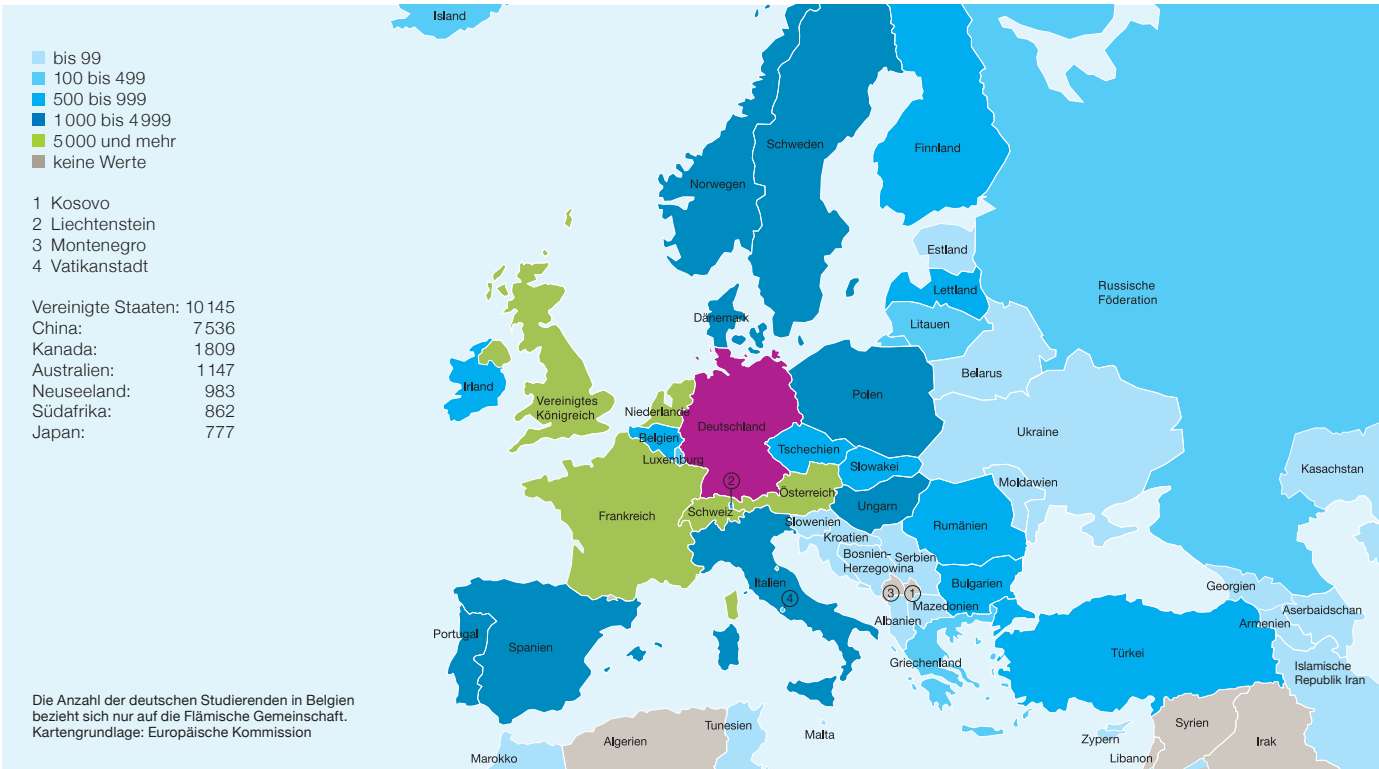 Island
bis 99
100 bis 499
500 bis 999
1 000 bis 4 999
5 000 und mehr
keine Werte
1 Kosovo
2 Liechtenstein
3 Montenegro
4 Vatikanstadt
Vereinigte Staaten: 10 145
China: 7 536
Kanada: 1 809
Australien: 1 147
Neuseeland: 983
Südafrika: 862
Japan: 777
Schweden
Finnland
Norwegen
Estland
Lettland
Russische
Föderation
Dänemark
Litauen
Belarus
Irland
Vereinigtes
Königreich
Niederlande
Deutschland
Polen
Belgien
Luxemburg
Tschechien
Slowakei
Ukraine
Kasachstan
2
Moldawien
Österreich
Frankreich
Schweiz
Ungarn
Slowenien
Rumänien
Kroatien
Bosnien-
Herzegowina
Serbien
Italien
4
3
1
Bulgarien
Mazedonien
Albanien
Georgien
Aserbaidschan
Armenien
Portugal
Spanien
Griechenland
Türkei
Islamische
Republik Iran
Die Anzahl der deutschen Studierenden in Belgien
bezieht sich nur auf die Flämische Gemeinschaft.
Kartengrundlage: Europäische Kommission
Marokko
Algerien
Tunesien
Malta
Zypern
Libanon
Syrien
Irak